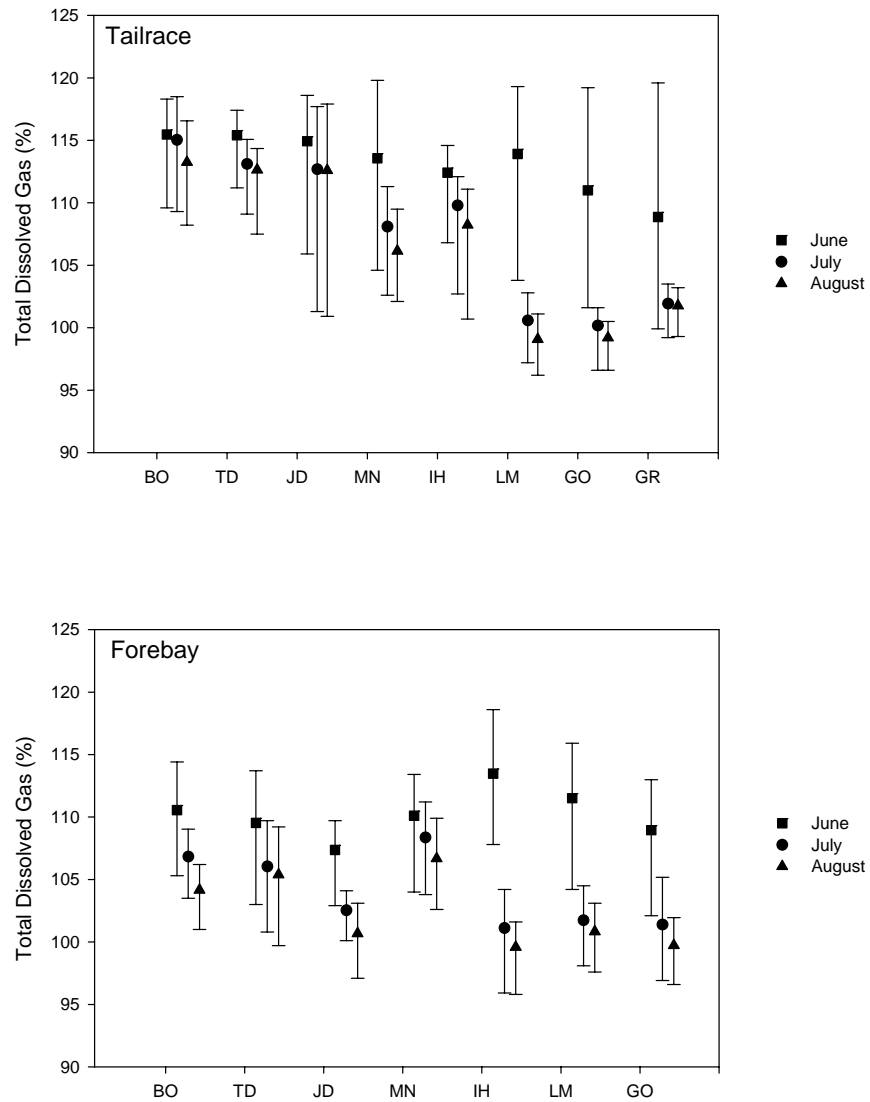 Tailrace
Total Dissolved Gas (%)
125
120
115
110
105
100
95
90
BO TD JD MN IH LM GO GR
June
July
August
Forebay
Total Dissolved Gas (%)
125
120
115
110
105
100
95
90
BO TD JD MN IH LM GO
June
July
August